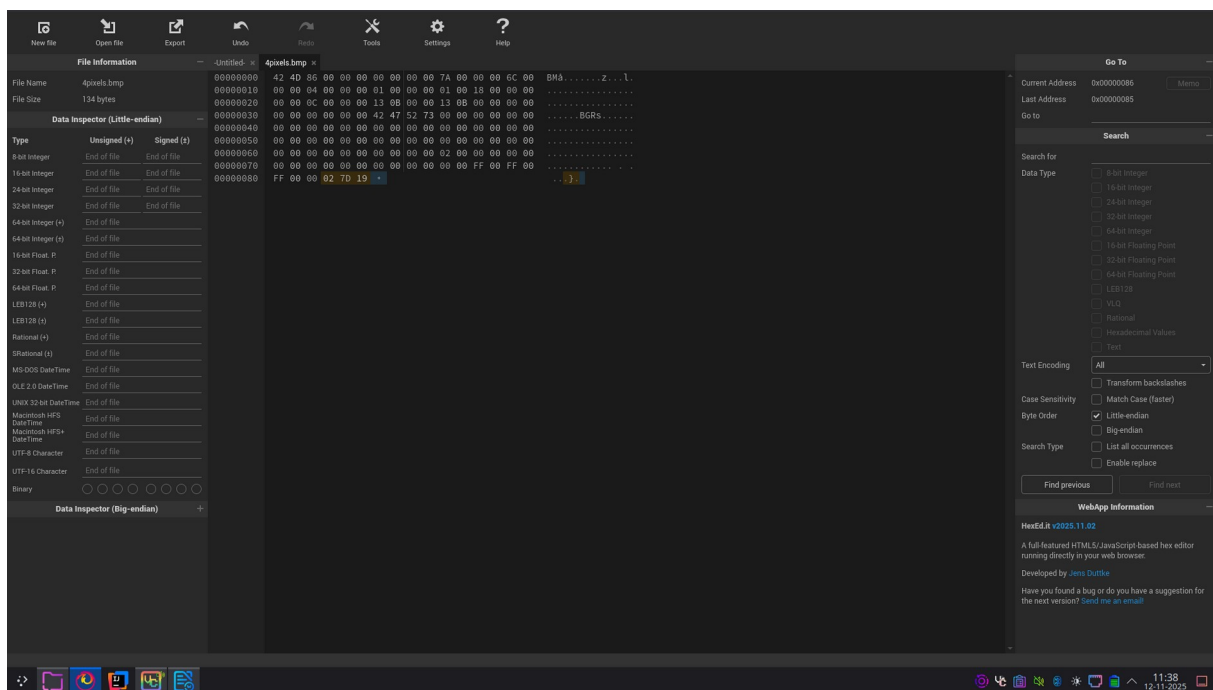 New file Open file Export Undo Redo Tools Settings Help
File Information
File Name 4pixels.bmp
File Size 134 bytes
Data Inspector (Little-endian)
Type Unsigned (+) Signed (±)
8-bit Integer End of file End of file
16-bit Integer End of file End of file
24-bit Integer End of file End of file
32-bit Integer End of file End of file
64-bit Integer (+) End of file
64-bit Integer (±) End of file
16-bit Float. P. End of file
32-bit Float. P. End of file
64-bit Float. P. End of file
LEB128 (+) End of file
LEB128 (±) End of file
Rational (+) End of file
SRational (±) End of file
MS-DOS DateTime End of file
OLE 2.0 DateTime End of file
UNIX 32-bit DateTime End of file
Macintosh HFS DateTime End of file
Macintosh HFS+ DateTime End of file
UTF-8 Character End of file
UTF-16 Character End of file
Binary
Data Inspector (Big-endian)
-Untitled- × 4pixels.bmp ×
00000000 42 4D 86 00 00 00 00 00 00 00 7A 00 00 00 6C 00 BMå.......z...l.
00000010 00 00 04 00 00 00 01 00 00 00 01 00 18 00 00 00 ................
00000020 00 00 0C 00 00 00 13 0B 00 00 13 0B 00 00 00 00 ................
00000030 00 00 00 00 00 00 42 47 52 73 00 00 00 00 00 00 ......BGRs......
00000040 00 00 00 00 00 00 00 00 00 00 00 00 00 00 00 00 ................
00000050 00 00 00 00 00 00 00 00 00 00 00 00 00 00 00 00 ................
00000060 00 00 00 00 00 00 00 00 00 00 02 00 00 00 00 00 ................
00000070 00 00 00 00 00 00 00 00 00 00 00 00 FF 00 FF 00 ............ . .
00000080 FF 00 00 02 7D 19 ...}.
Go To
Current Address 0x00000086 Memo
Last Address 0x00000085
Go to
Search
Search for
Data Type 8-bit Integer
16-bit Integer
24-bit Integer
32-bit Integer
64-bit Integer
16-bit Floating Point
32-bit Floating Point
64-bit Floating Point
LEB128
VLQ
Rational
Hexadecimal Values
Text
Text Encoding All
Transform backslashes
Case Sensitivity Match Case (faster)
Byte Order Little-endian
Big-endian
Search Type List all occurrences
Enable replace
Find previous Find next
WebApp Information
HexEd.it v2025.11.02
A full-featured HTML5/JavaScript-based hex editor
running directly in your web browser.
Developed by Jens Duttke
Have you found a bug or do you have a suggestion for
the next version? Send me an email!
11:38
12-11-2025